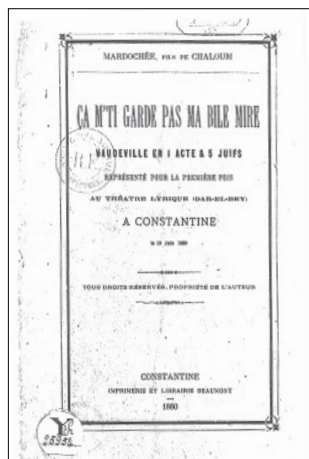 MARDOCHÉE, FILS DE CHALOUM
ÇA M'TI GARDE PAS MA BILE MIRE
VAUDEVILLE EN 1 ACTE & 5 JUIFS
REPRÉSENTÉ POUR LA PREMIÈRE FOIS
AU THÉATRE LYRIQUE (DAR-EL-BEY)
A CONSTANTINE
TOUS DROITS RÉSERVÉS, PROPRIÉTÉ DE L'AUTEUR
CONSTANTINE
IMPRIMERIE ET LIBRAIRIE BEAUMONT
1880